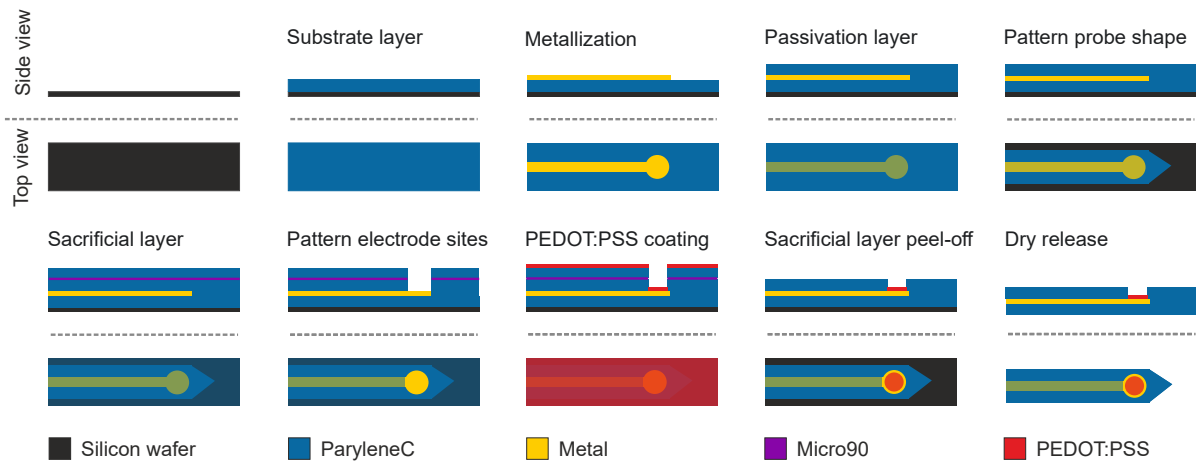 Side view
Substrate layer
Metallization
Passivation layer
Pattern probe shape
Top view
Sacrificial layer
Pattern electrode sites
PEDOT:PSS coating
Sacrificial layer peel-off
Dry release
Silicon wafer
ParyleneC
Metal
Micro90
PEDOT:PSS